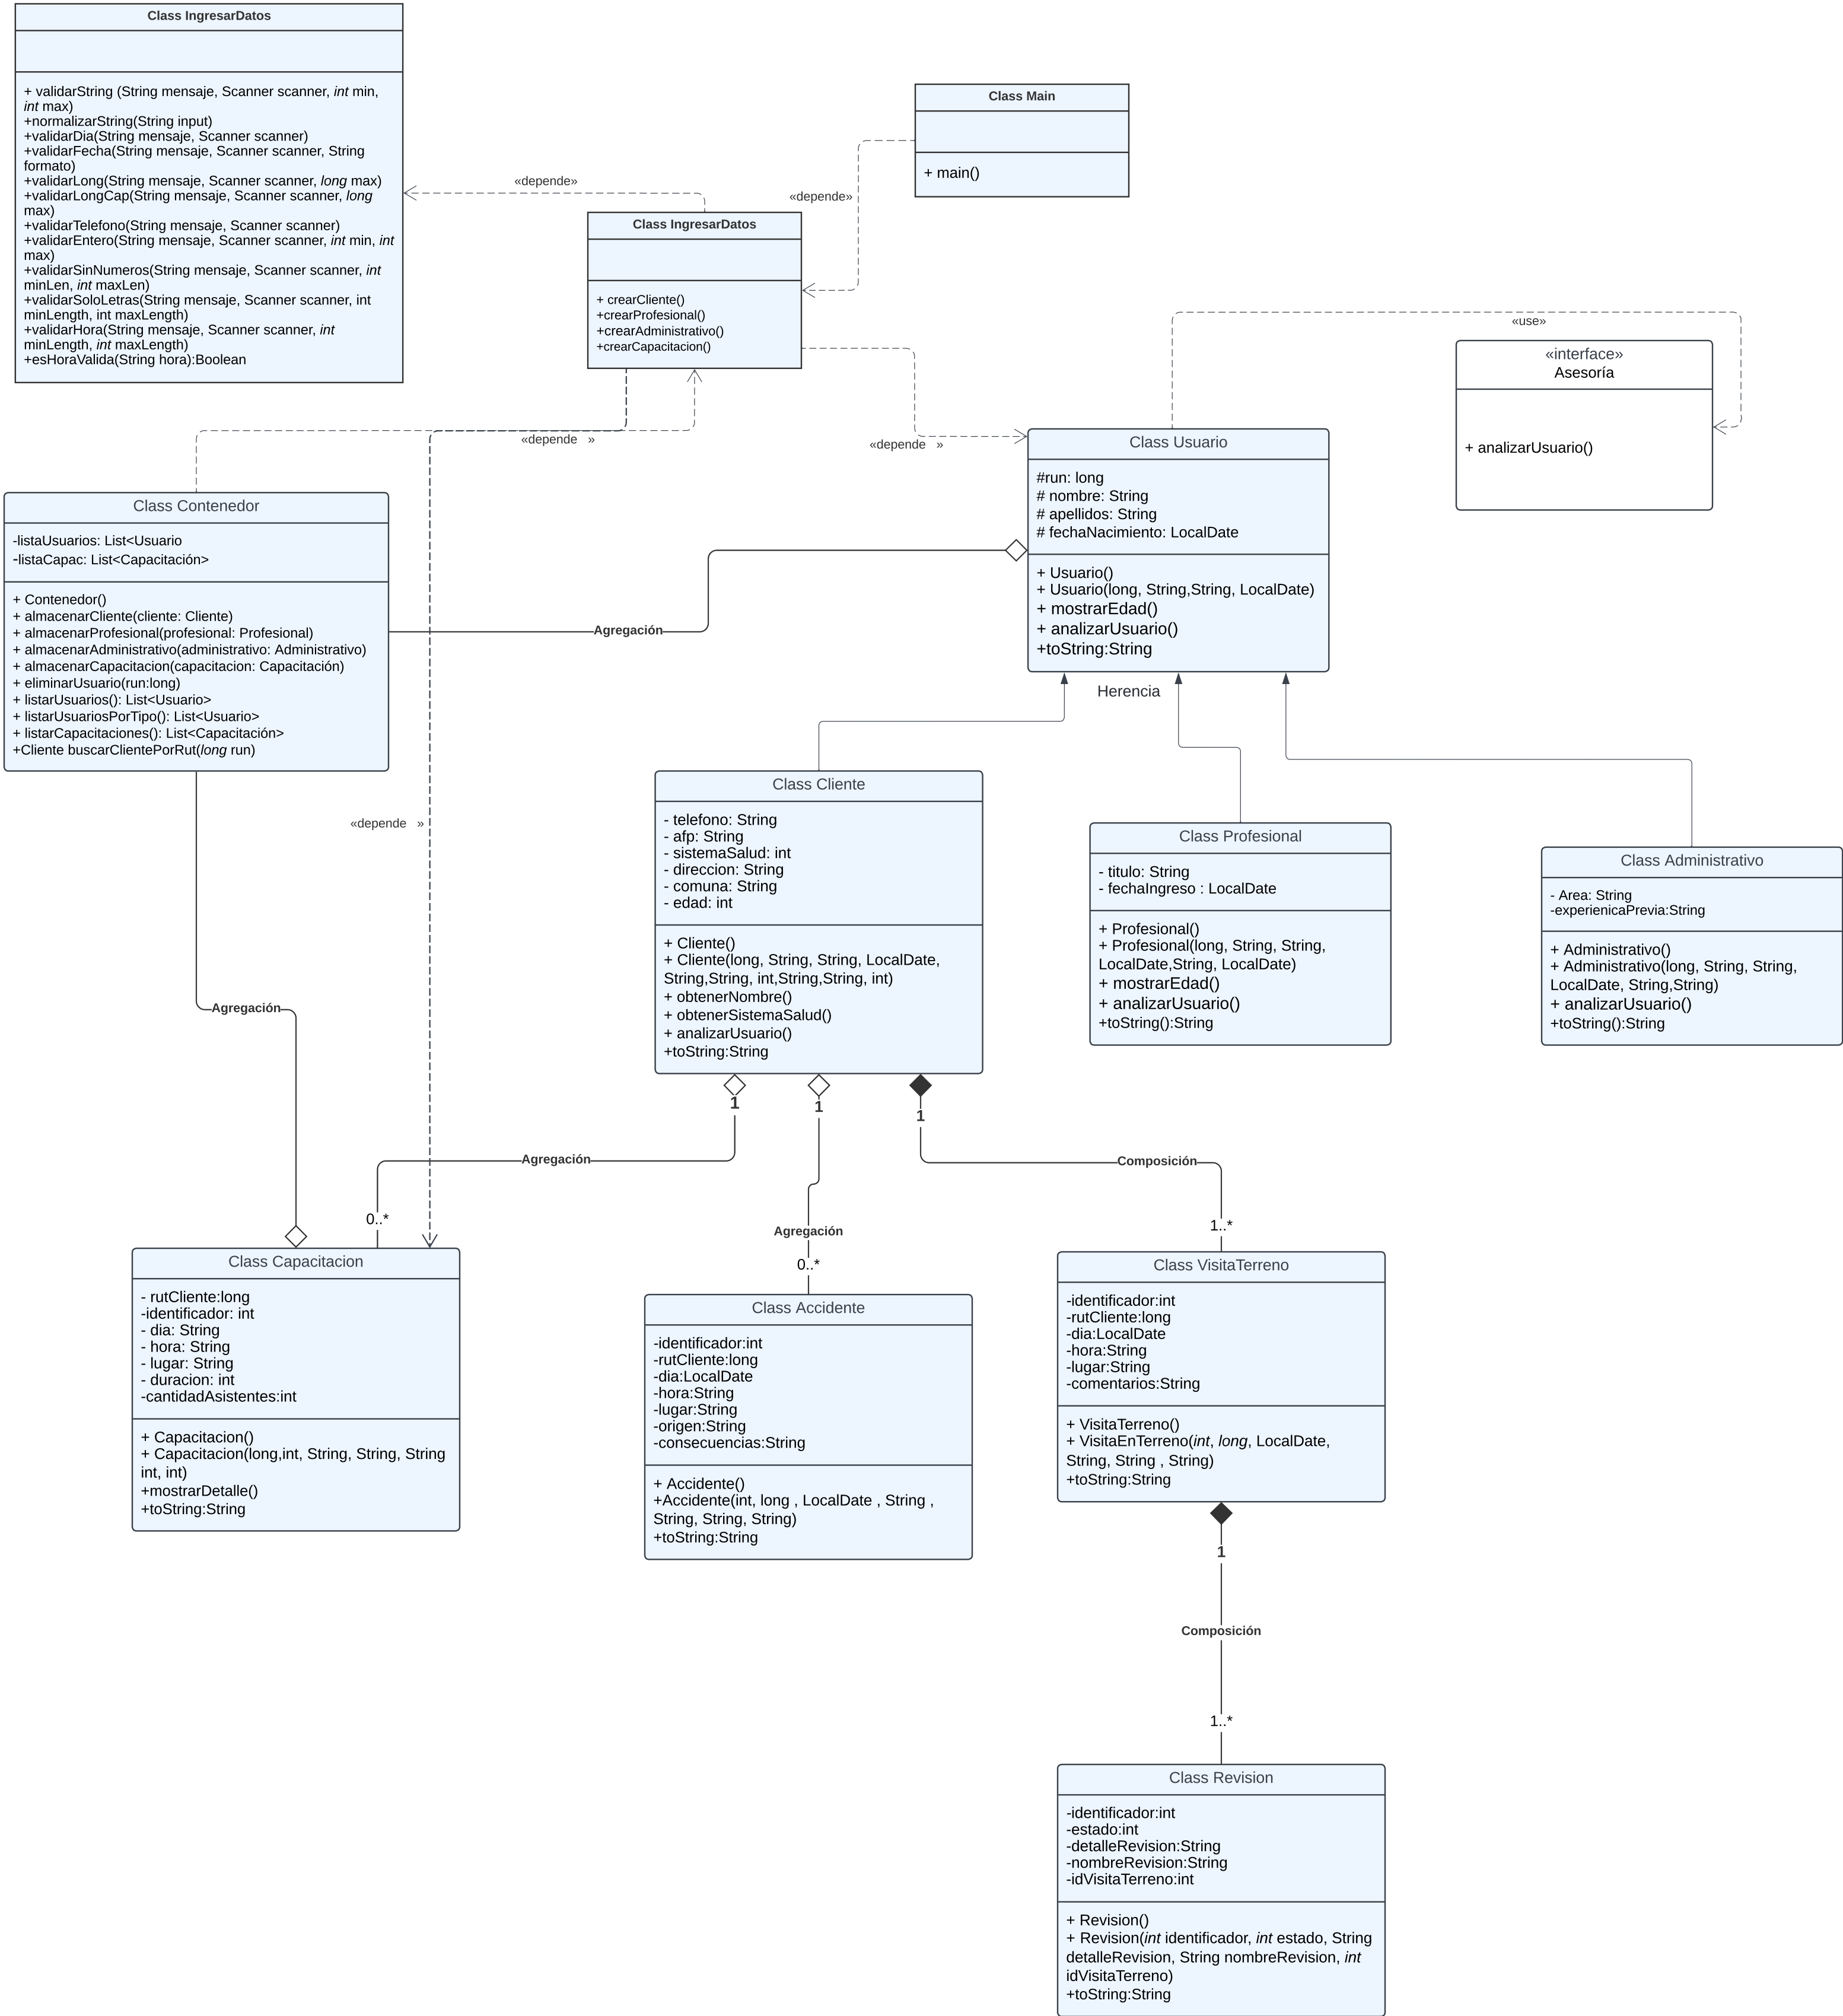 Class IngresarDatos
+ validarString (String mensaje, Scanner scanner, int min,
int max)
+normalizarString(String input)
+validarDia(String mensaje, Scanner scanner)
+validarFecha(String mensaje, Scanner scanner, String
formato)
+validarLong(String mensaje, Scanner scanner, long max)
+validarLongCap(String mensaje, Scanner scanner, long
max)
+validarTelefono(String mensaje, Scanner scanner)
+validarEntero(String mensaje, Scanner scanner, int min, int
max)
+validarSinNumeros(String mensaje, Scanner scanner, int
minLen, int maxLen)
+validarSoloLetras(String mensaje, Scanner scanner, int
minLength, int maxLength)
+validarHora(String mensaje, Scanner scanner, int
minLength, int maxLength)
+esHoraValida(String hora):Boolean
Class Main
+ main()
«depende»
«depende»
Class IngresarDatos
+ crearCliente()
+crearProfesional()
+crearAdministrativo()
+crearCapacitacion()
«use»
«interface»
Asesoría
+ analizarUsuario()
«depende »
«depende »
Class Usuario
#run: long
# nombre: String
# apellidos: String
# fechaNacimiento: LocalDate
+ Usuario()
+ Usuario(long, String,String, LocalDate)
+ mostrarEdad()
+ analizarUsuario()
+toString:String
Class Contenedor
-listaUsuarios: List<Usuario
-listaCapac: List<Capacitación>
+ Contenedor()
+ almacenarCliente(cliente: Cliente)
+ almacenarProfesional(profesional: Profesional)
+ almacenarAdministrativo(administrativo: Administrativo)
+ almacenarCapacitacion(capacitacion: Capacitación)
+ eliminarUsuario(run:long)
+ listarUsuarios(): List<Usuario>
+ listarUsuariosPorTipo(): List<Usuario>
+ listarCapacitaciones(): List<Capacitación>
+Cliente buscarClientePorRut(long run)
Agregación
Herencia
Class Cliente
- telefono: String
- afp: String
- sistemaSalud: int
- direccion: String
- comuna: String
- edad: int
+ Cliente()
+ Cliente(long, String, String, LocalDate,
String,String, int,String,String, int)
+ obtenerNombre()
+ obtenerSistemaSalud()
+ analizarUsuario()
+toString:String
Class Profesional
- titulo: String
- fechaIngreso : LocalDate
+ Profesional()
+ Profesional(long, String, String,
LocalDate,String, LocalDate)
+ mostrarEdad()
+ analizarUsuario()
+toString():String
Class Administrativo
- Area: String
-experienicaPrevia:String
+ Administrativo()
+ Administrativo(long, String, String,
LocalDate, String,String)
+ analizarUsuario()
+toString():String
«depende »
Agregación
1
1
1
Agregación
Composición
0..*
Agregación
0..*
1..*
Class Capacitacion
- rutCliente:long
-identificador: int
- dia: String
- hora: String
- lugar: String
- duracion: int
-cantidadAsistentes:int
+ Capacitacion()
+ Capacitacion(long,int, String, String, String
int, int)
+mostrarDetalle()
+toString:String
Class Accidente
-identificador:int
-rutCliente:long
-dia:LocalDate
-hora:String
-lugar:String
-origen:String
-consecuencias:String
+ Accidente()
+Accidente(int, long , LocalDate , String ,
String, String, String)
+toString:String
Class VisitaTerreno
-identificador:int
-rutCliente:long
-dia:LocalDate
-hora:String
-lugar:String
-comentarios:String
+ VisitaTerreno()
+ VisitaEnTerreno(int, long, LocalDate,
String, String , String)
+toString:String
1
Composición
1..*
Class Revision
-identificador:int
-estado:int
-detalleRevision:String
-nombreRevision:String
-idVisitaTerreno:int
+ Revision()
+ Revision(int identificador, int estado, String
detalleRevision, String nombreRevision, int
idVisitaTerreno)
+toString:String